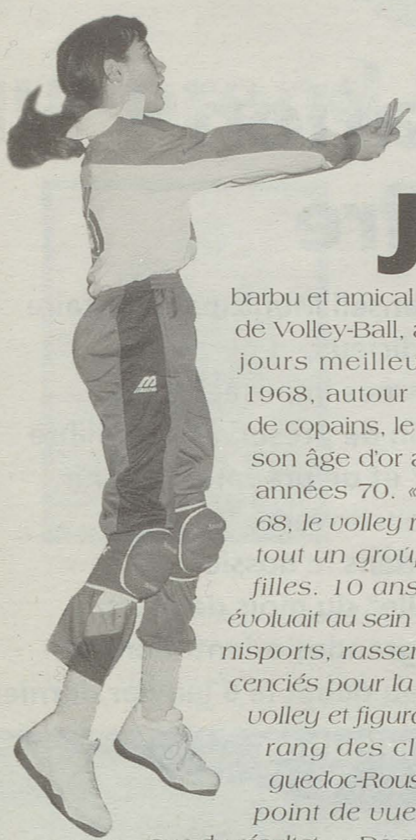 J
barbu et amical
de Volley-Ball, a
jours meilleu
1968, autour
de copains, le
son âge d'or a
années 70. «
68, le volley r
tout un group
filles. 10 ans
évoluait au sein
nisports, rassem
cenciés pour la
volley et figura
rang des cl
guedoc-Rous
point de vue